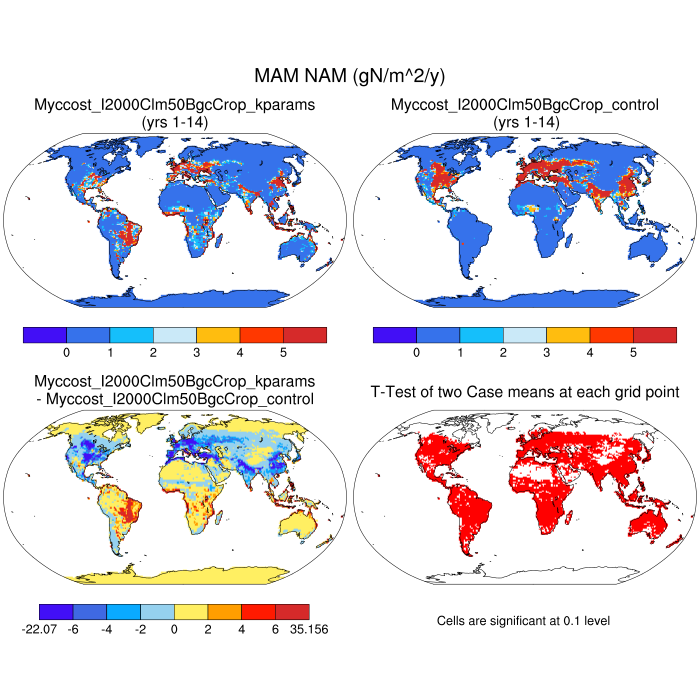 MAM NAM (gN/m^2/y)
Myccost_I2000Clm50BgcCrop_kparams
(yrs 1-14)
Myccost_I2000Clm50BgcCrop_control
(yrs 1-14)
0 1 2 3 4 5
0 1 2 3 4 5
Myccost_I2000Clm50BgcCrop_kparams
- Myccost_I2000Clm50BgcCrop_control
T-Test of two Case means at each grid point
-22.07 -6 -4 -2 0 2 4 6 35.156
Cells are significant at 0.1 level